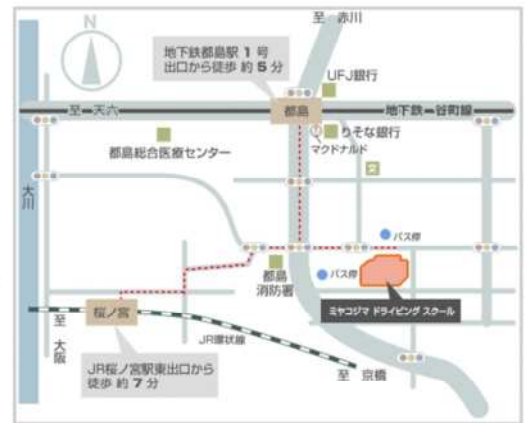 至 赤川
N
地下鉄都島駅 1 号
出口から徒歩 約 5 分
UFJ銀行
至 天六
都島
地下鉄 谷町線
りそな銀行
マクドナルド
都島総合医療センター
文
大川
バス停
都島
消防署
バス停
ミヤコジマ ドライビング スクール
桜ノ宮
至 大阪
JR環状線
JR桜ノ宮駅東出口から
徒歩 約 7 分
至 京橋